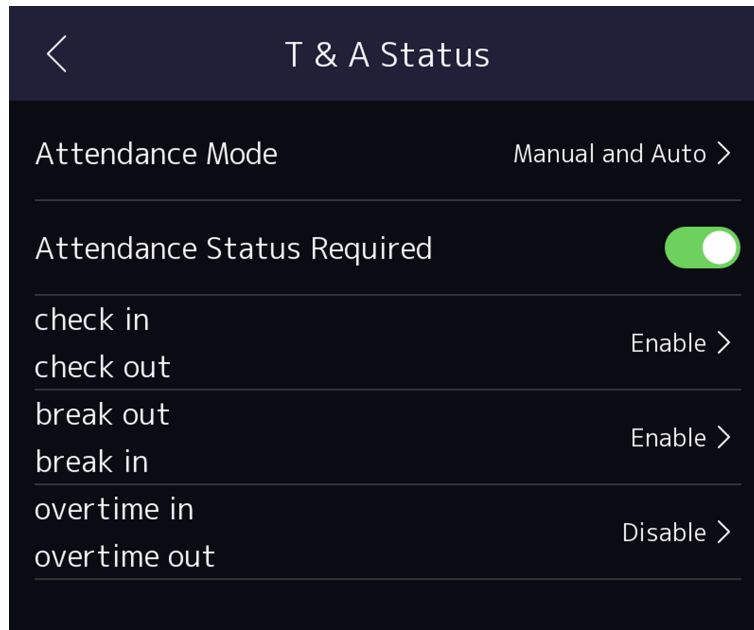 T & A Status
Attendance Mode Manual and Auto
Attendance Status Required
check in
check out
Enable
break out
break in
Enable
overtime in
overtime out
Disable